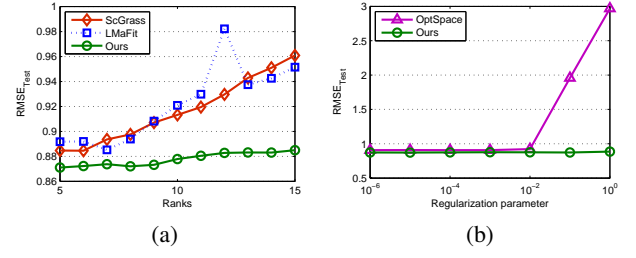 1
0.98
0.96
0.94
0.92
0.9
0.88
0.86
RMSE_Test
5
10
15
Ranks
ScGrass
LMaFit
Ours
(a)
3
2.5
2
1.5
1
0.5
RMSE_Test
10^-6
10^-4
10^-2
10^0
Regularization parameter
OptSpace
Ours
(b)